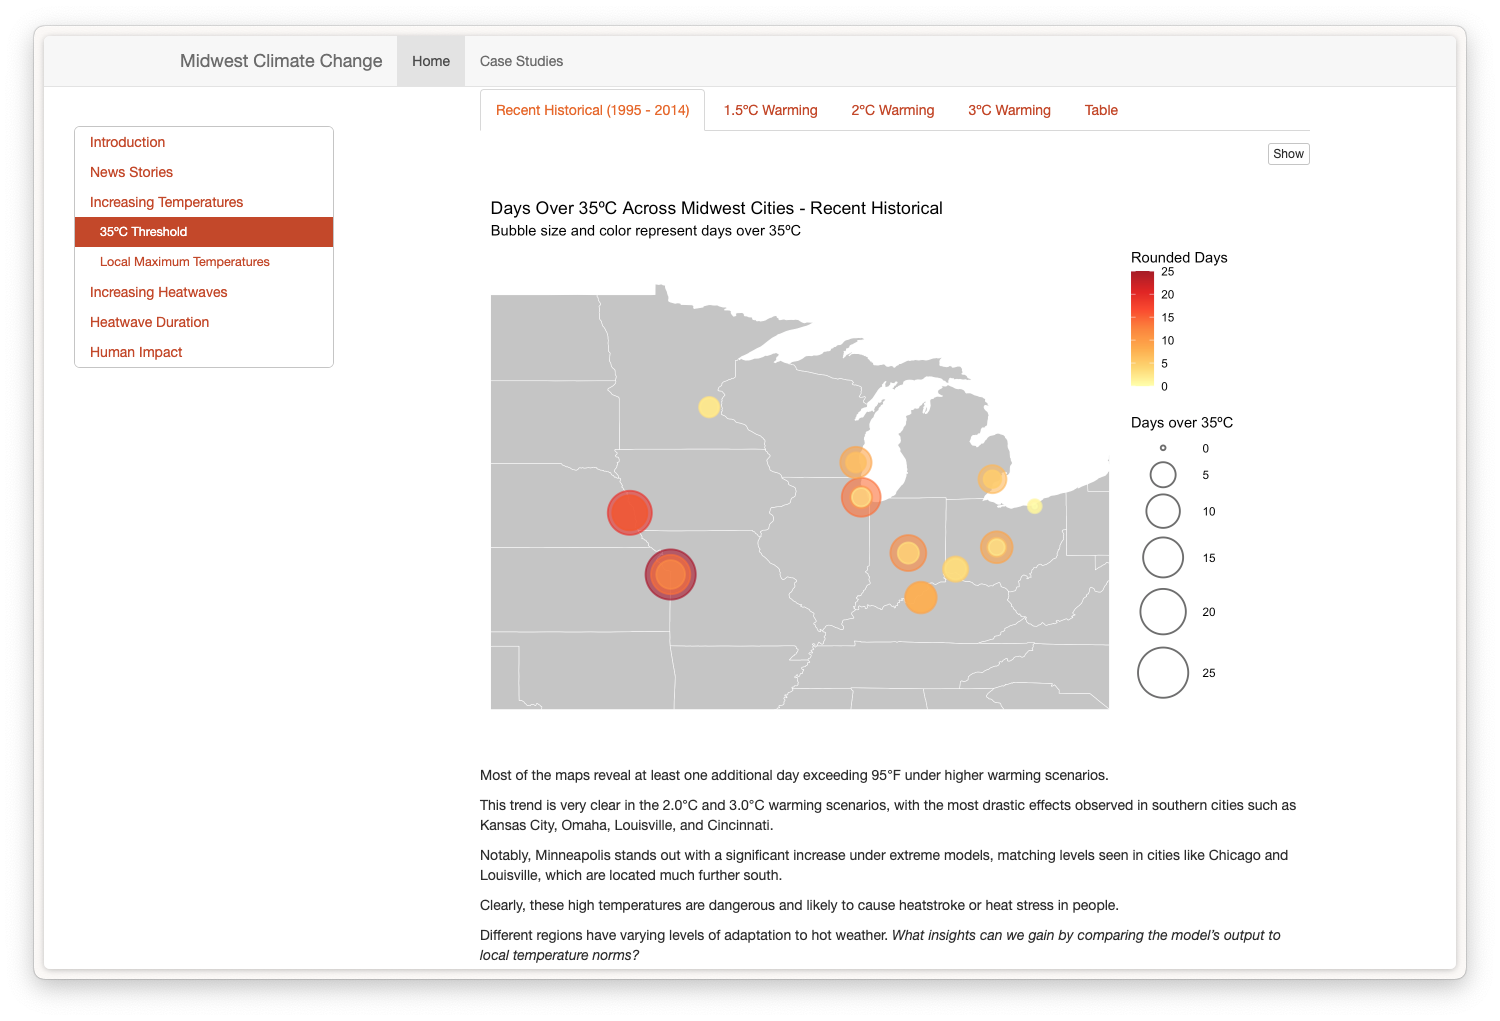 Midwest Climate Change
Home
Case Studies
Introduction
News Stories
Increasing Temperatures
35ºC Threshold
Local Maximum Temperatures
Increasing Heatwaves
Heatwave Duration
Human Impact
Recent Historical (1995 - 2014)
1.5ºC Warming
2ºC Warming
3ºC Warming
Table
Show
Days Over 35ºC Across Midwest Cities - Recent Historical
Bubble size and color represent days over 35ºC
Rounded Days
25
20
15
10
5
0
Days over 35ºC
0
5
10
15
20
25
Most of the maps reveal at least one additional day exceeding 95°F under higher warming scenarios.
This trend is very clear in the 2.0°C and 3.0°C warming scenarios, with the most drastic effects observed in southern cities such as
Kansas City, Omaha, Louisville, and Cincinnati.
Notably, Minneapolis stands out with a significant increase under extreme models, matching levels seen in cities like Chicago and
Louisville, which are located much further south.
Clearly, these high temperatures are dangerous and likely to cause heatstroke or heat stress in people.
Different regions have varying levels of adaptation to hot weather. What insights can we gain by comparing the model's output to
local temperature norms?